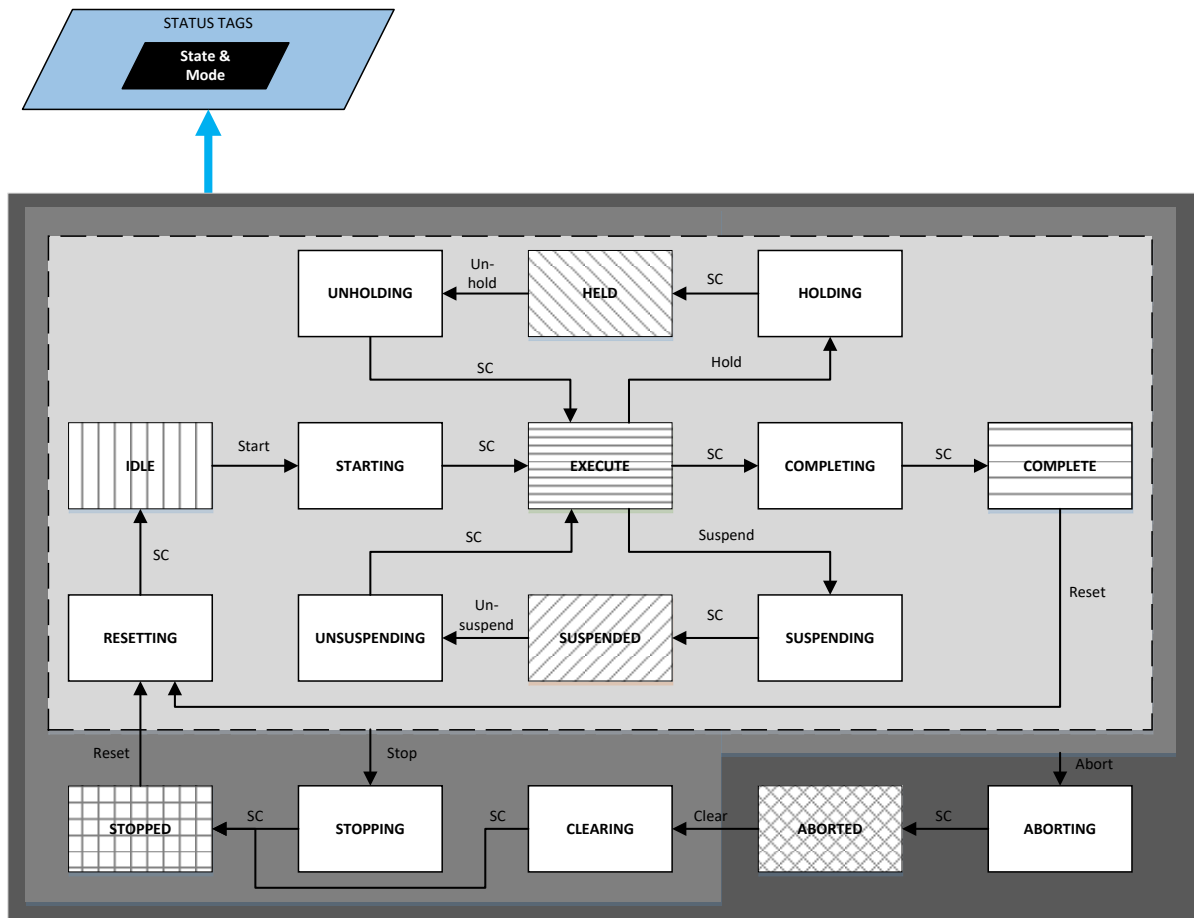 STATUS TAGS
State &
Mode
UNHOLDING
Un-
hold
HELD
SC
HOLDING
SC
Hold
IDLE
Start
STARTING
SC
EXECUTE
SC
COMPLETING
SC
COMPLETE
SC
SC
Suspend
Reset
RESETTING
UNSUSPENDING
Un-
suspend
SUSPENDED
SC
SUSPENDING
Reset
Stop
Abort
STOPPED
SC
STOPPING
CLEARING
SC
Clear
ABORTED
SC
ABORTING